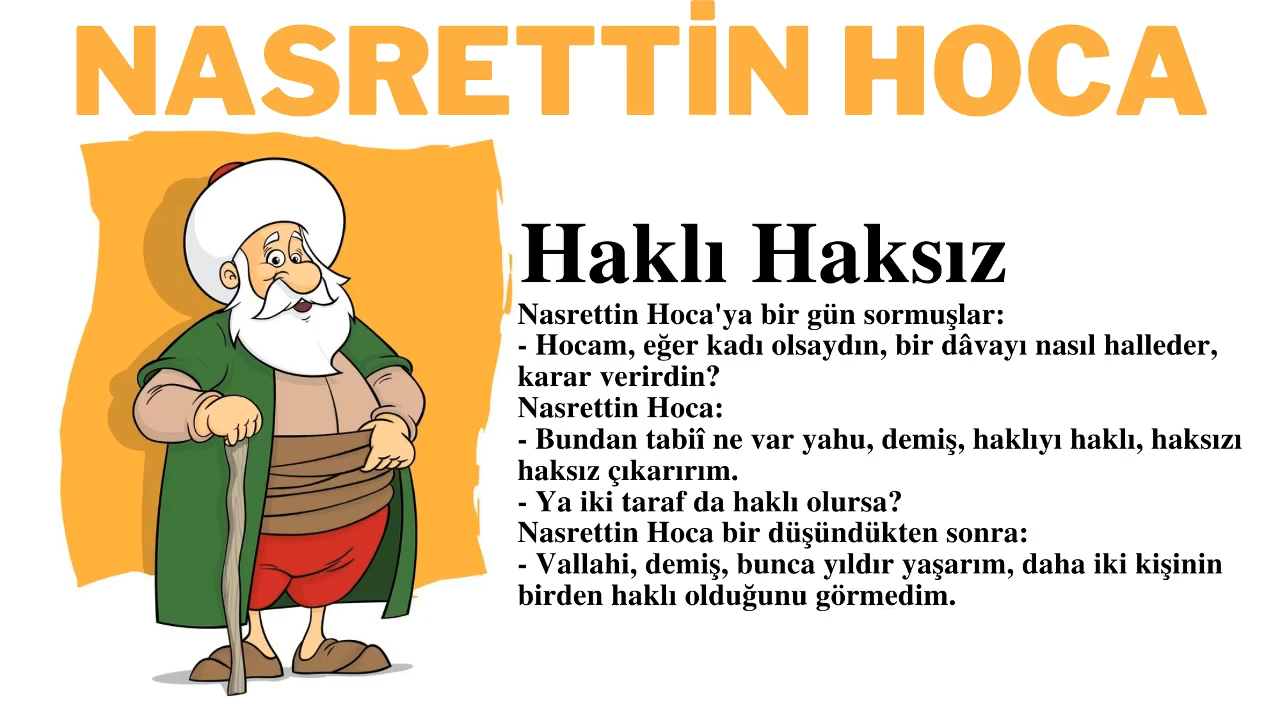 NASRETTİN HOCA
Haklı Haksız
Nasrettin Hoca'ya bir gün sormuşlar:
- Hocam, eğer kadı olsaydın, bir dâvayı nasıl halleder,
karar verirdin?
Nasrettin Hoca:
- Bundan tabiî ne var yahu, demiş, haklıyı haklı, haksızı
haksız çıkarırım.
- Ya iki taraf da haklı olursa?
Nasrettin Hoca bir düşündükten sonra:
- Vallahi, demiş, bunca yıldır yaşarım, daha iki kişinin
birden haklı olduğunu görmedim.